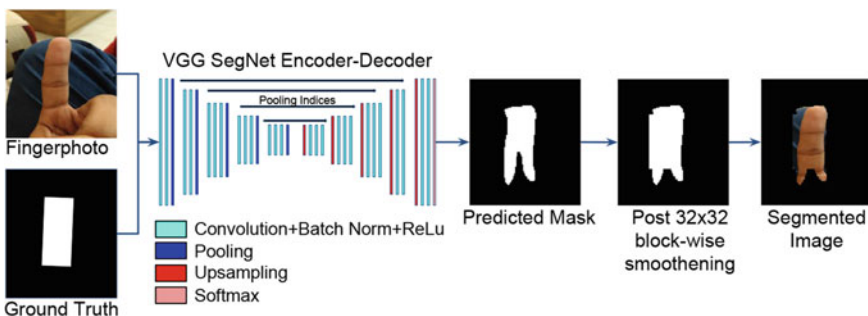 VGG SegNet Encoder-Decoder
Pooling Indices
Fingerphoto
Ground Truth
Convolution+Batch Norm+ReLu
Pooling
Upsampling
Softmax
Predicted Mask
Post 32x32
block-wise
smoothening
Segmented
Image